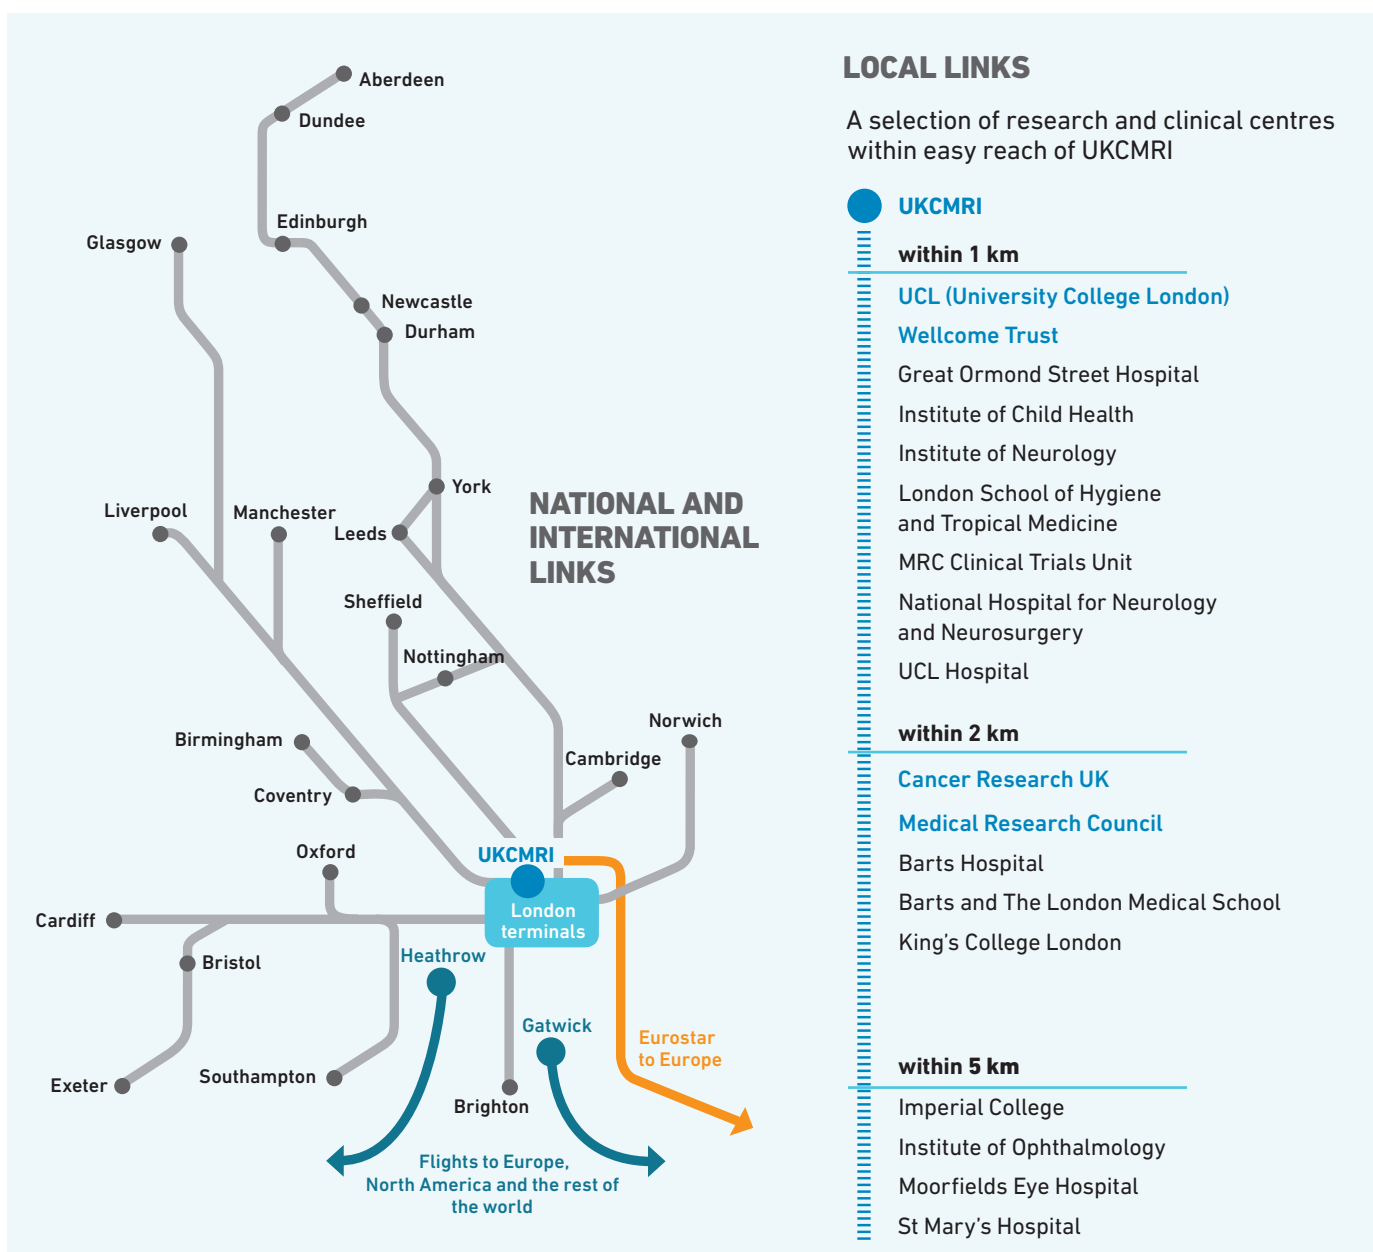 Aberdeen
Dundee
Edinburgh
Glasgow
Newcastle
Durham
York
Liverpool
Manchester
Leeds
NATIONAL AND
INTERNATIONAL
LINKS
Sheffield
Nottingham
Norwich
Birmingham
Cambridge
Coventry
Oxford
UKCMRI
London
terminals
Cardiff
Bristol
Heathrow
Gatwick
Eurostar
to Europe
Exeter
Southampton
Brighton
Flights to Europe,
North America and the rest of
the world
LOCAL LINKS
A selection of research and clinical centres
within easy reach of UKCMRI
UKCMRI
within 1 km
UCL (University College London)
Wellcome Trust
Great Ormond Street Hospital
Institute of Child Health
Institute of Neurology
London School of Hygiene
and Tropical Medicine
MRC Clinical Trials Unit
National Hospital for Neurology
and Neurosurgery
UCL Hospital
within 2 km
Cancer Research UK
Medical Research Council
Barts Hospital
Barts and The London Medical School
King's College London
within 5 km
Imperial College
Institute of Ophthalmology
Moorfields Eye Hospital
St Mary's Hospital